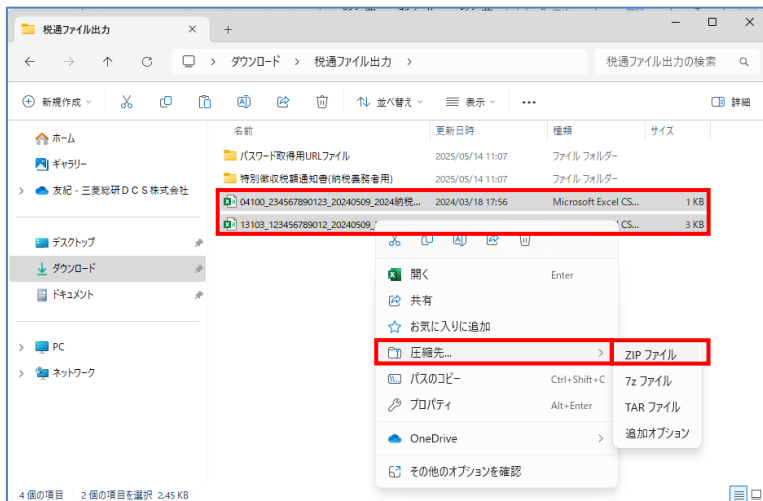 税通ファイル出力
ダウンロード > 税通ファイル出力 >
税通ファイル出力の検索
新規作成
並べ替え
表示
詳細
名前 更新日時 種類 サイズ
ホーム
ギャラリー
友紀 - 三菱総研ＤＣＳ株式会社
デスクトップ
ダウンロード
ドキュメント
PC
ネットワーク
パスワード取得用URLファイル 2025/05/14 11:07 ファイル フォルダー
特別徴収税額通知書(納税義務者用) 2025/05/14 11:07 ファイル フォルダー
04100_234567890123_20240509_2024納税... 2024/03/18 17:56 Microsoft Excel CS... 1 KB
13103_123456789012_20240509_ CS... 3 KB
開く Enter
共有
お気に入りに追加
圧縮先...
パスのコピー Ctrl+Shift+C
プロパティ Alt+Enter
OneDrive
その他のオプションを確認
ZIP ファイル
7z ファイル
TAR ファイル
追加オプション
4 個の項目 2 個の項目を選択 2.45 KB